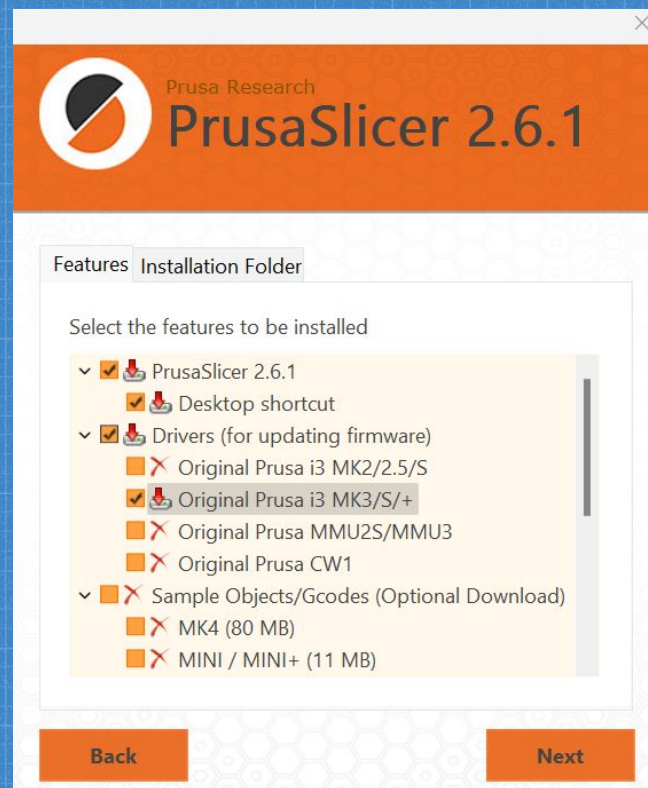 Prusa Research
PrusaSlicer 2.6.1
Features Installation Folder
Select the features to be installed
PrusaSlicer 2.6.1
Desktop shortcut
Drivers (for updating firmware)
Original Prusa i3 MK2/2.5/S
Original Prusa i3 MK3/S/+
Original Prusa MMU2S/MMU3
Original Prusa CW1
Sample Objects/Gcodes (Optional Download)
MK4 (80 MB)
MINI / MINI+ (11 MB)
Back Next